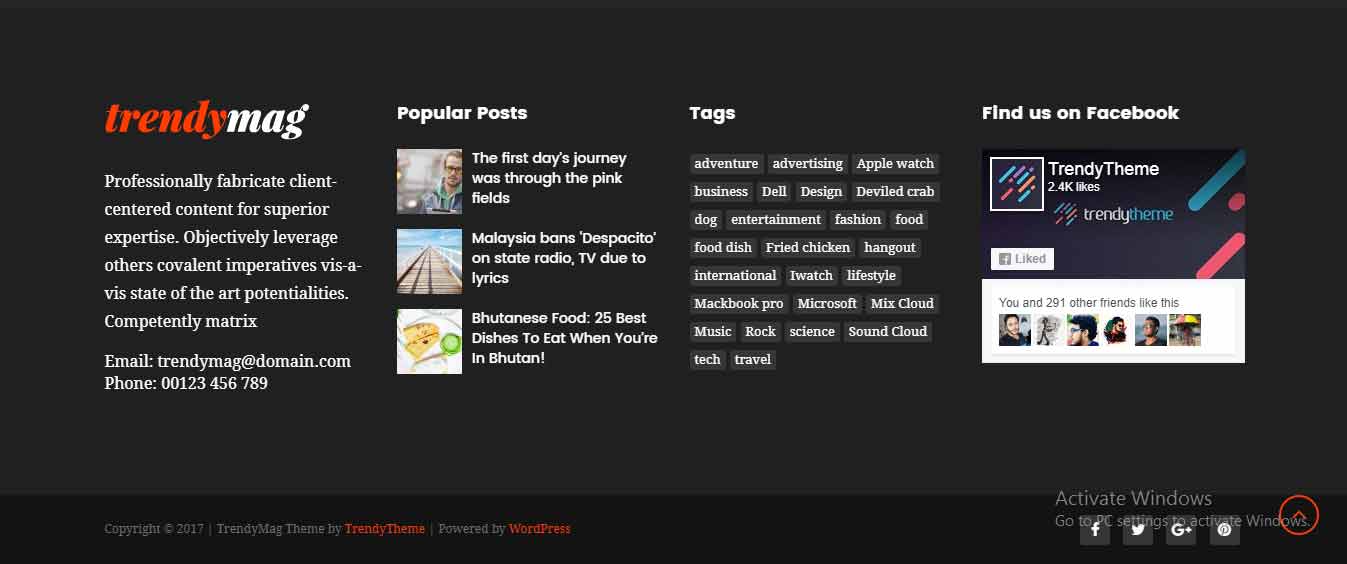 trendymag
Professionally fabricate client-
centered content for superior
expertise. Objectively leverage
others covalent imperatives vis-a-
vis state of the art potentialities.
Competently matrix
Email: trendymag@domain.com
Phone: 00123 456 789
Popular Posts
The first day's journey
was through the pink
fields
Malaysia bans 'Despacito'
on state radio, TV due to
lyrics
Bhutanese Food: 25 Best
Dishes To Eat When You're
In Bhutan!
Tags
adventure advertising Apple watch
business Dell Design Deviled crab
dog entertainment fashion food
food dish Fried chicken hangout
international Iwatch lifestyle
Mackbook pro Microsoft Mix Cloud
Music Rock science Sound Cloud
tech travel
Find us on Facebook
TrendyTheme
2.4K likes
trendytheme
Liked
You and 291 other friends like this
Copyright © 2017 | TrendyMag Theme by TrendyTheme | Powered by WordPress
Activate Windows
Go to PC settings to activate Windows.